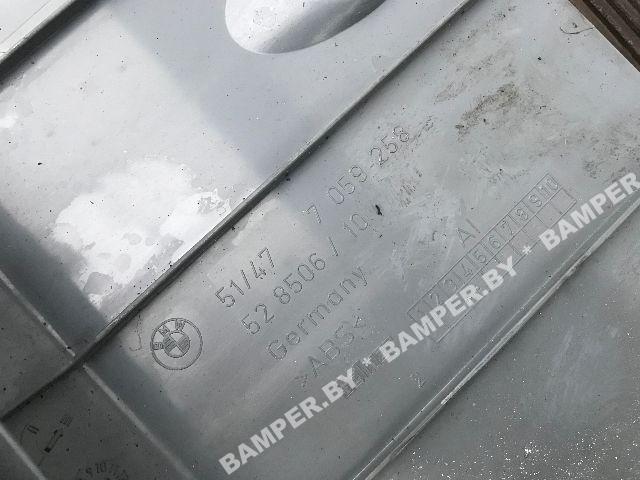 51/47 7 059 258
52 8506 / 10
Germany AI
>ABS<
1 2 3 4 5 6 7 8 9 10
2
BAMPER.BY * BAMPER.BY * BAMPER.BY * BAMPER